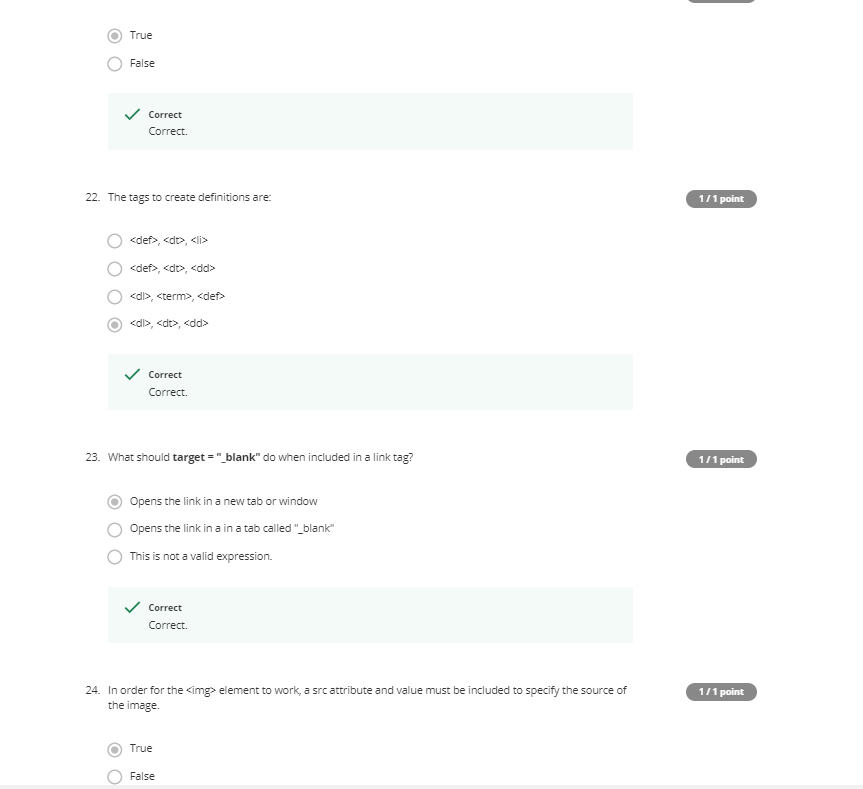 True
False
Correct
Correct.
22. The tags to create definitions are:
1 / 1 point
<def>, <dt>, <li>
<def>, <dt>, <dd>
<dl>, <term>, <def>
<dl>, <dt>, <dd>
Correct
Correct.
23. What should target = "_blank" do when included in a link tag?
1 / 1 point
Opens the link in a new tab or window
Opens the link in a in a tab called "_blank"
This is not a valid expression.
Correct
Correct.
24. In order for the <img> element to work, a src attribute and value must be included to specify the source of
the image.
1 / 1 point
True
False